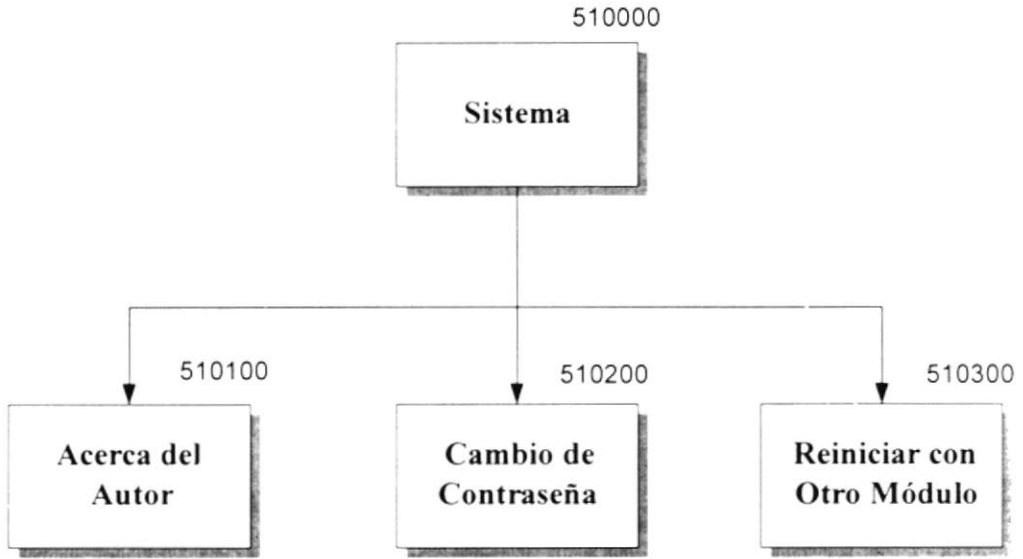 510000
Sistema
510100
510200
510300
Acerca del
Autor
Cambio de
Contraseña
Reiniciar con
Otro Módulo